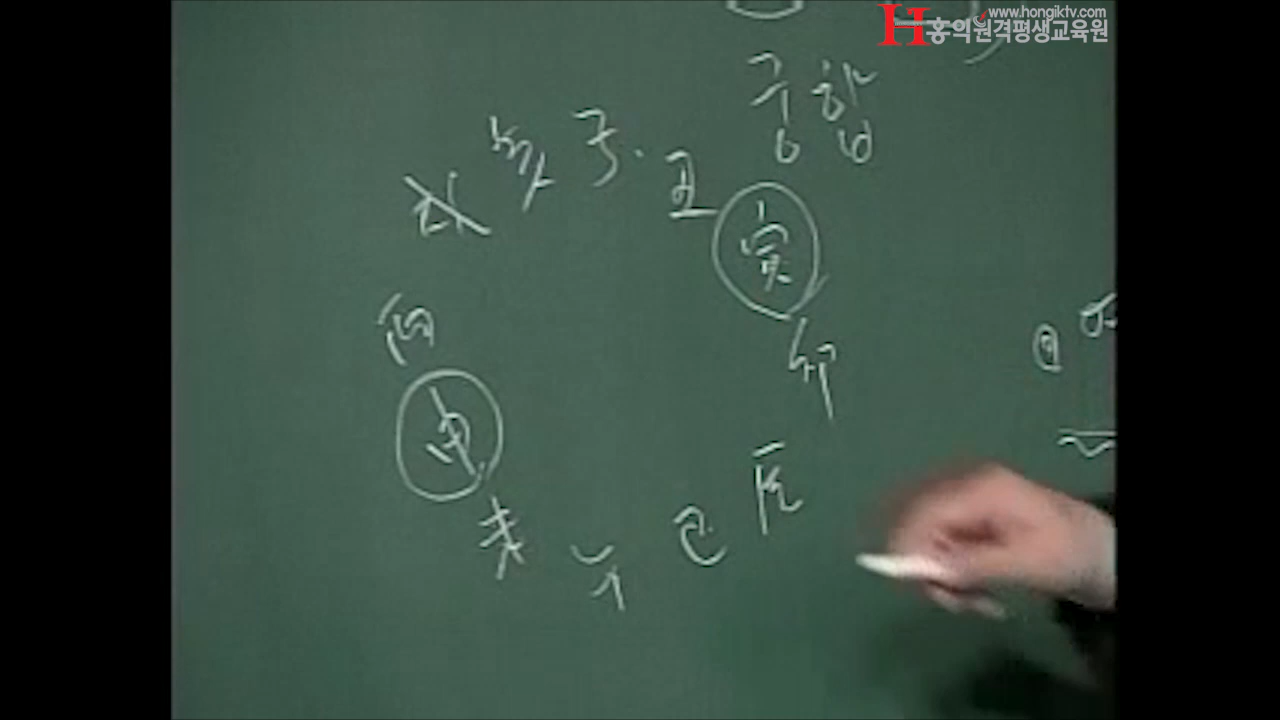 www.hongiktv.com
H홍익원격평생교육원
궁합
亥 子 丑
寅
酉 卯
申
辰
未 午 巳